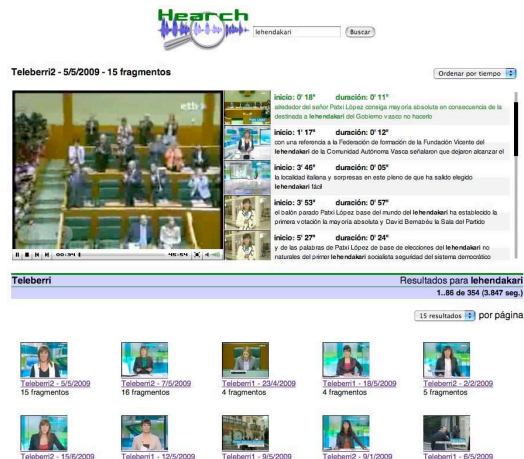 Hearch
lehendakari
Buscar
Teleberri2 - 5/5/2009 - 15 fragmentos
Ordenar por tiempo
eth
inicio: 0' 18" duración: 0' 11"
alrededor del señor Patxi López consiga mayoría absoluta en consecuencia de la
destinada a lehendakari del Gobierno vasco no hacerlo
inicio: 1' 17" duración: 0' 12"
con una referencia a la Federación de formación de la Fundación Vicente del
lehendakari de la Comunidad Autónoma Vasca señalaron que dejaron alcanzar el
inicio: 3' 46" duración: 0' 05"
la localidad italiana y sorpresas en este pleno de que ha salido elegido
lehendakari fácil
inicio: 3' 53" duración: 0' 57"
el balón parado Patxi López base del mundo del lehendakari ha establecido la
primera votación la mayoría absoluta y David Bernabéu la Sala del Partido
inicio: 5' 27" duración: 0' 24"
y de las palabras de Patxi López de base de elecciones del lehendakari no
naturales del primer lehendakari socialista seguridad del sistema democrático
00:34
45:54
Teleberri Resultados para lehendakari
1..86 de 354 (3.847 seg.)
15 resultados por página
Teleberri2 - 5/5/2009 Teleberri2 - 7/5/2009 Teleberri1 - 23/4/2009 Teleberri1 - 18/5/2009 Teleberri2 - 2/2/2009
15 fragmentos 16 fragmentos 4 fragmentos 4 fragmentos 5 fragmentos
Teleberri2 - 15/6/2009 Teleberri1 - 12/5/2009 Teleberri1 - 9/5/2009 Teleberri2 - 9/1/2009 Teleberri1 - 6/5/2009